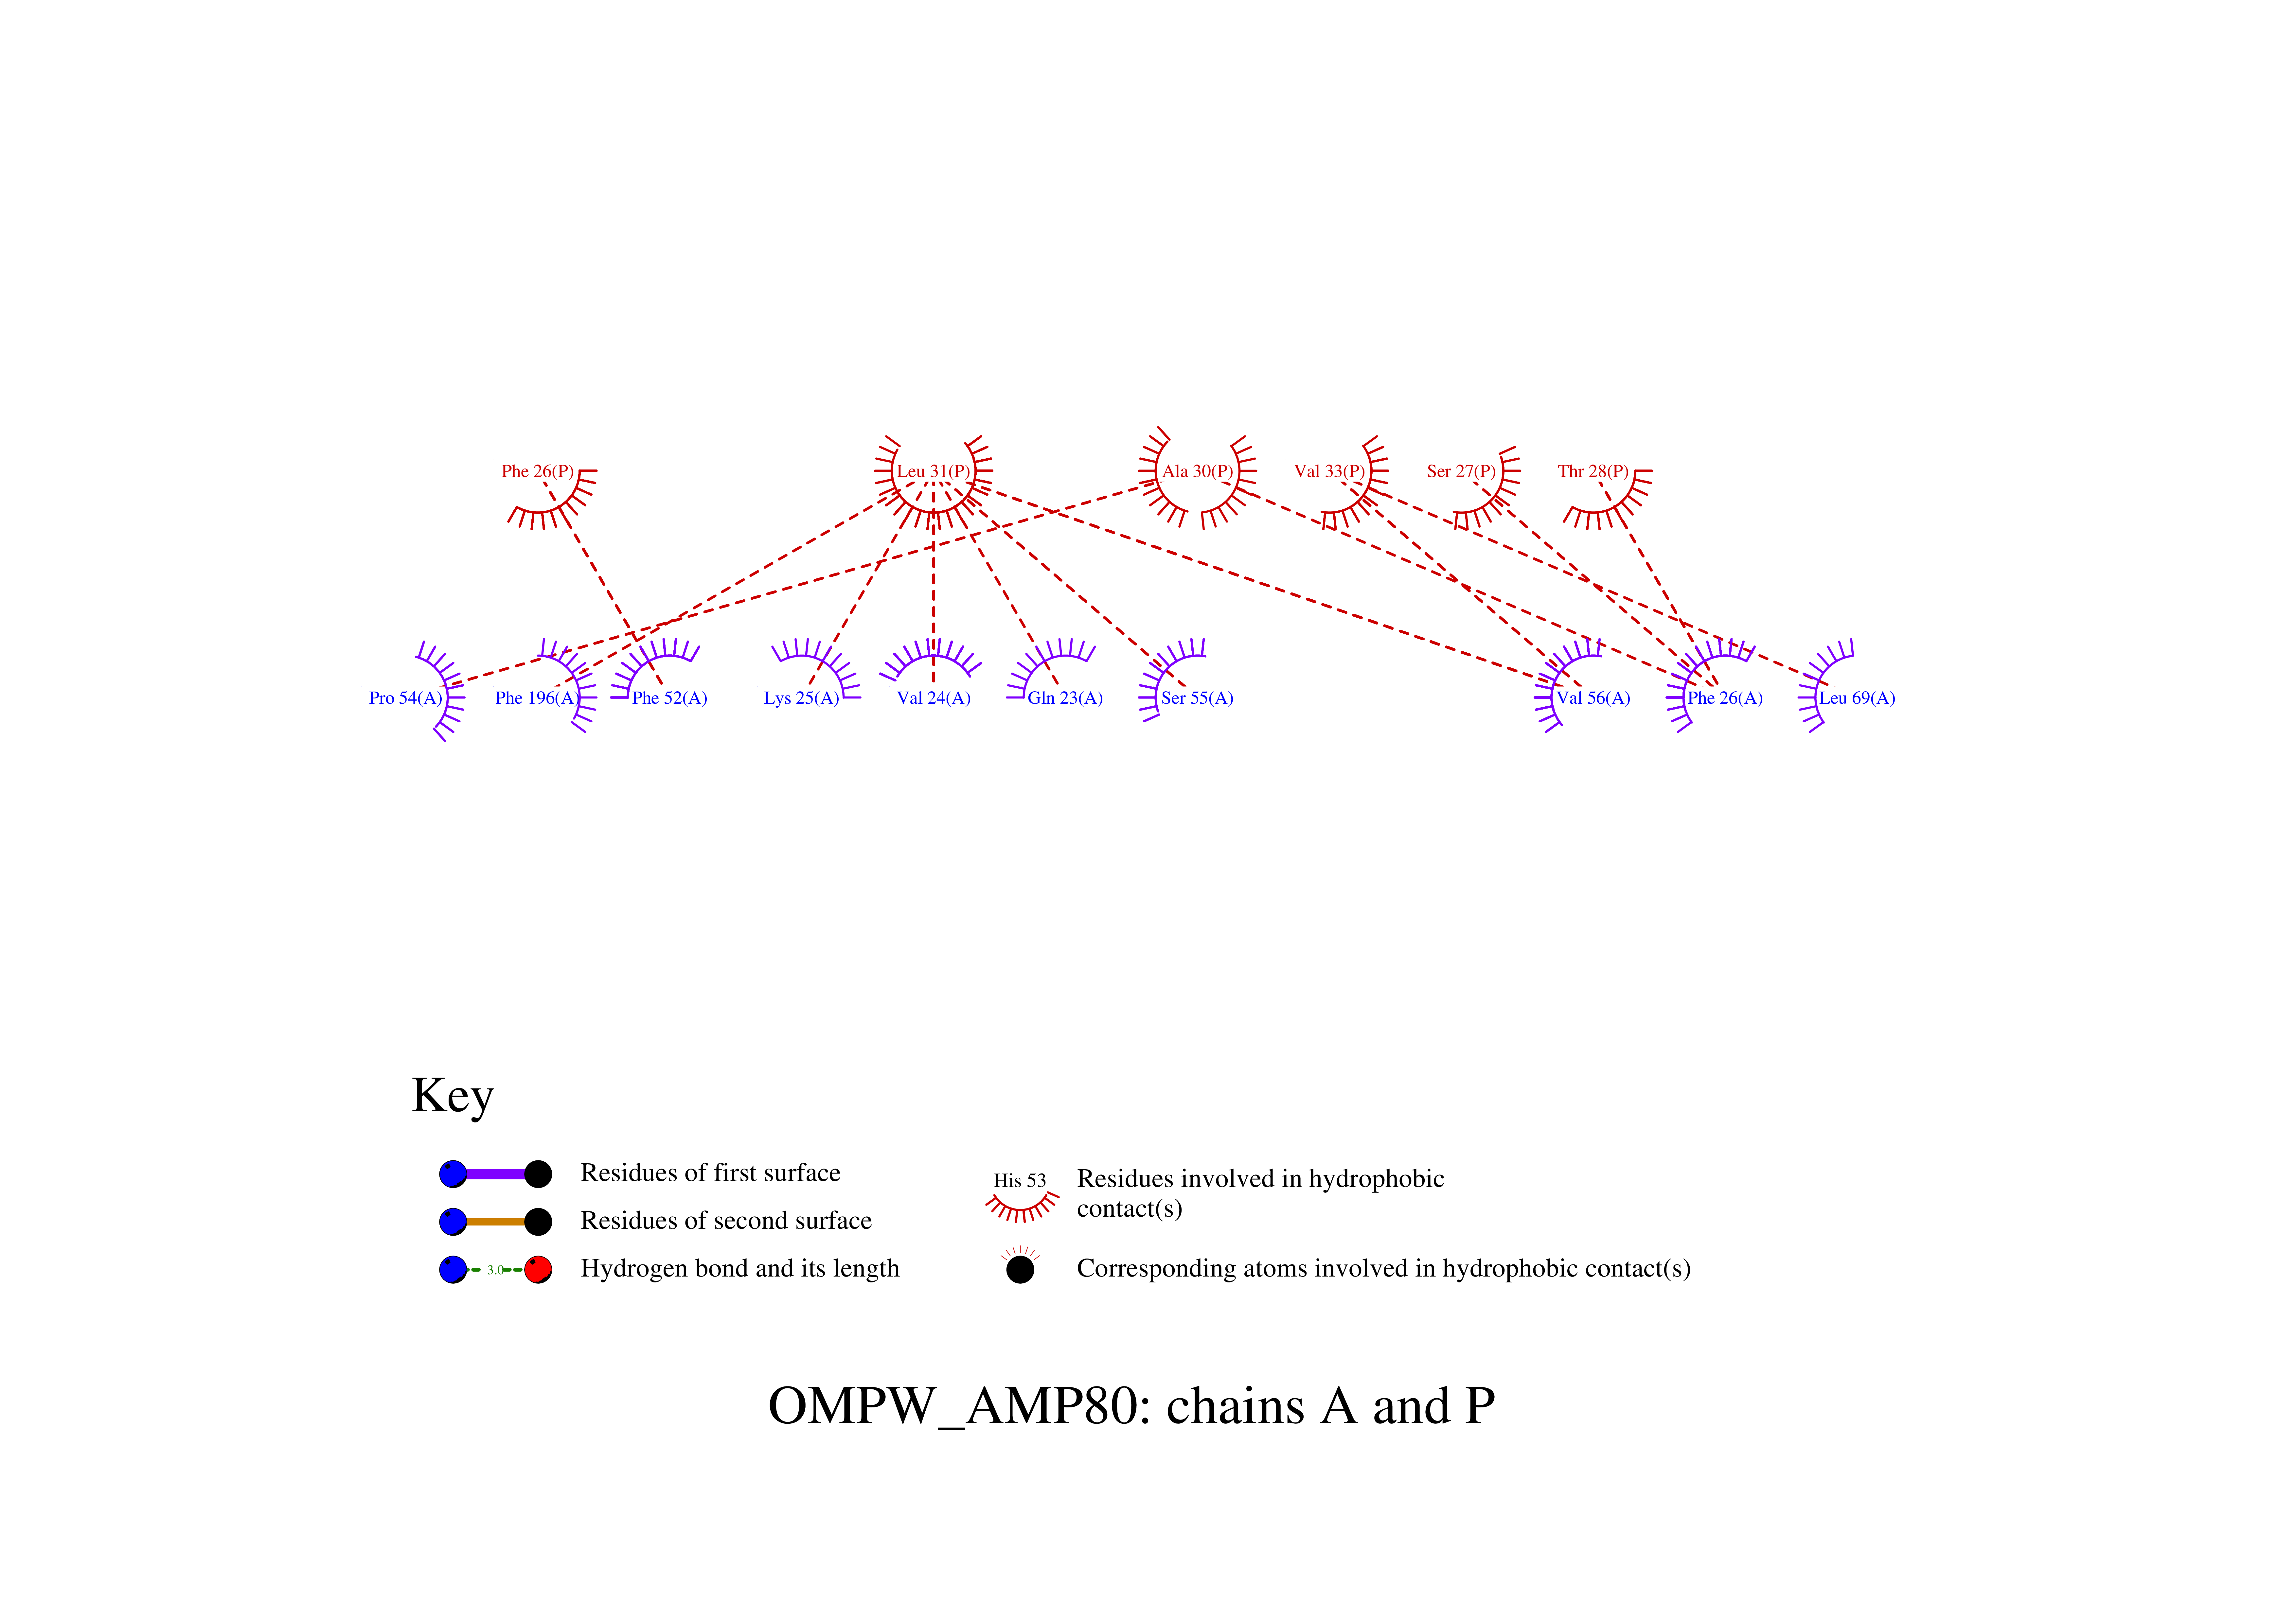 Phe 26(P) Leu 31(P) Ala 30(P) Val 33(P) Ser 27(P) Thr 28(P)
Pro 54(A) Phe 196(A) Phe 52(A) Lys 25(A) Val 24(A) Gln 23(A) Ser 55(A) Val 56(A) Phe 26(A) Leu 69(A)
Key
Residues of first surface
Residues of second surface
3.0 Hydrogen bond and its length
His 53 Residues involved in hydrophobic
contact(s)
Corresponding atoms involved in hydrophobic contact(s)
OMPW_AMP80: chains A and P